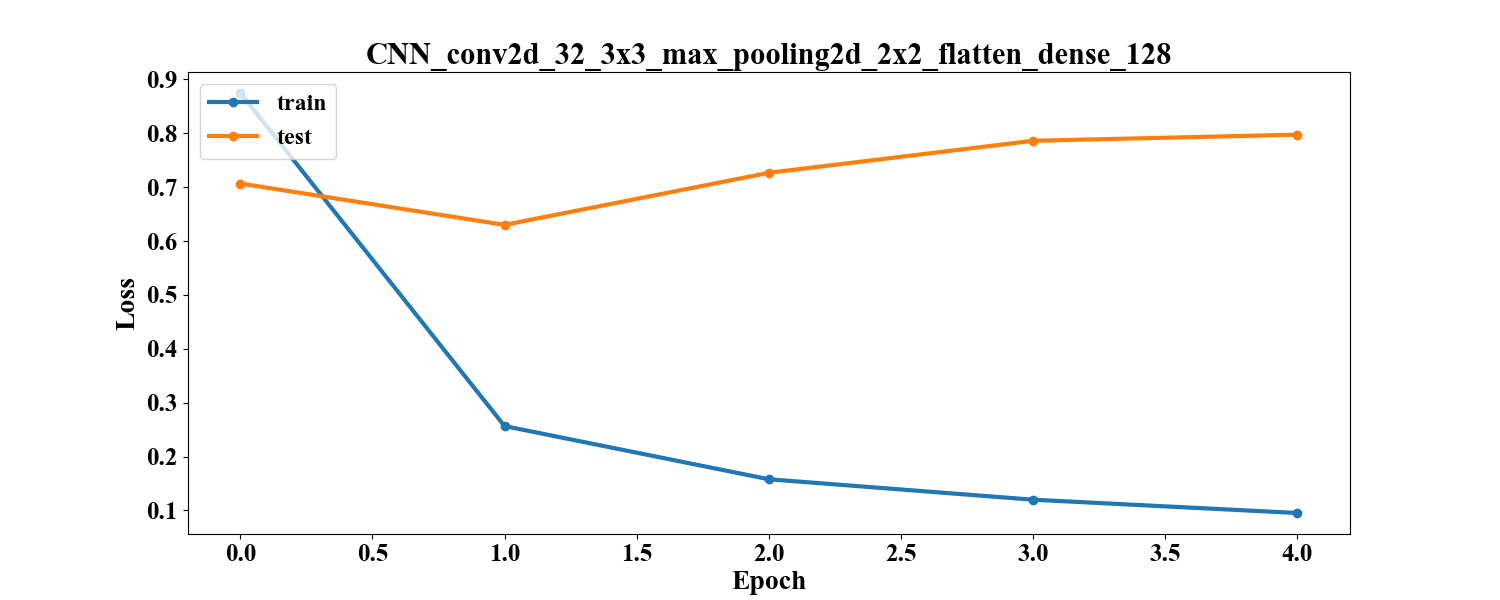 CNN_conv2d_32_3x3_max_pooling2d_2x2_flatten_dense_128
train
test
0.9
0.8
0.7
0.6
0.5
0.4
0.3
0.2
0.1
Loss
0.0 0.5 1.0 1.5 2.0 2.5 3.0 3.5 4.0
Epoch